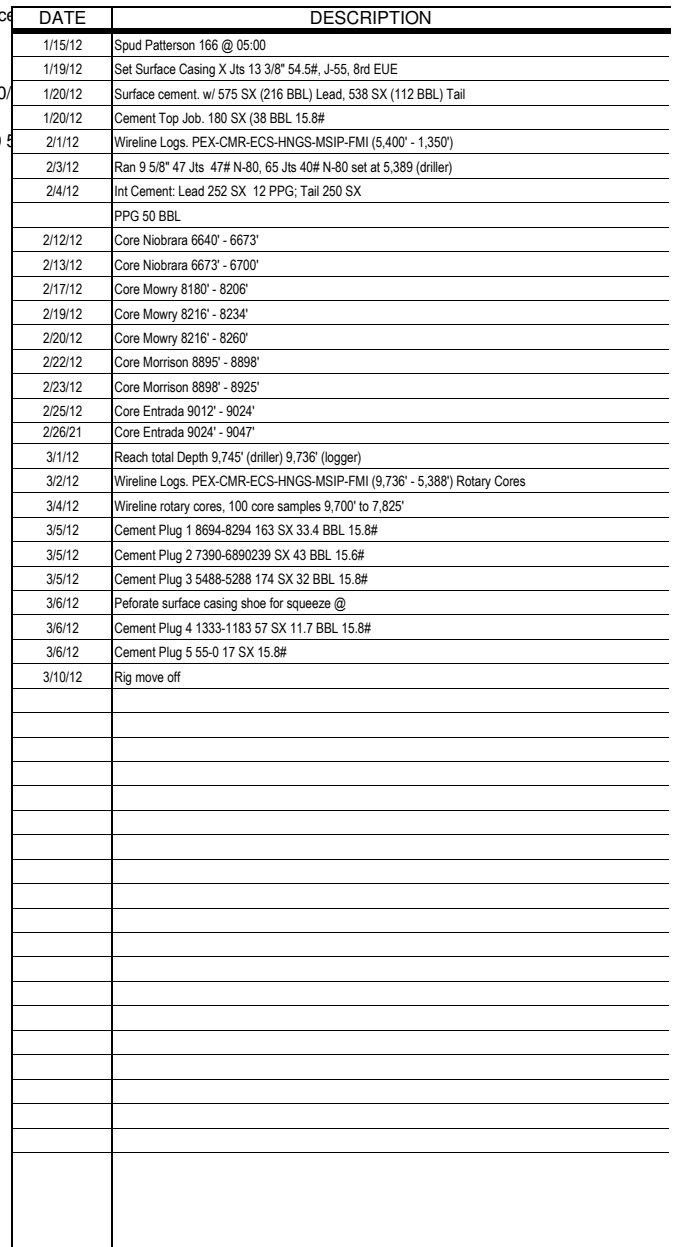 ce
DATE DESCRIPTION
1/15/12 Spud Patterson 166 @ 05:00
1/19/12 Set Surface Casing X Jts 13 3/8" 54.5#, J-55, 8rd EUE
0/
1/20/12 Surface cement. w/ 575 SX (216 BBL) Lead, 538 SX (112 BBL) Tail
1/20/12 Cement Top Job. 180 SX (38 BBL 15.8#
5
2/1/12 Wireline Logs. PEX-CMR-ECS-HNGS-MSIP-FMI (5,400' - 1,350')
2/3/12 Ran 9 5/8" 47 Jts 47# N-80, 65 Jts 40# N-80 set at 5,389 (driller)
2/4/12 Int Cement: Lead 252 SX 12 PPG; Tail 250 SX
PPG 50 BBL
2/12/12 Core Niobrara 6640' - 6673'
2/13/12 Core Niobrara 6673' - 6700'
2/17/12 Core Mowry 8180' - 8206'
2/19/12 Core Mowry 8216' - 8234'
2/20/12 Core Mowry 8216' - 8260'
2/22/12 Core Morrison 8895' - 8898'
2/23/12 Core Morrison 8898' - 8925'
2/25/12 Core Entrada 9012' - 9024'
2/26/21 Core Entrada 9024' - 9047'
3/1/12 Reach total Depth 9,745' (driller) 9,736' (logger)
3/2/12 Wireline Logs. PEX-CMR-ECS-HNGS-MSIP-FMI (9,736' - 5,388') Rotary Cores
3/4/12 Wireline rotary cores, 100 core samples 9,700' to 7,825'
3/5/12 Cement Plug 1 8694-8294 163 SX 33.4 BBL 15.8#
3/5/12 Cement Plug 2 7390-6890239 SX 43 BBL 15.6#
3/5/12 Cement Plug 3 5488-5288 174 SX 32 BBL 15.8#
3/6/12 Peforate surface casing shoe for squeeze @
3/6/12 Cement Plug 4 1333-1183 57 SX 11.7 BBL 15.8#
3/6/12 Cement Plug 5 55-0 17 SX 15.8#
3/10/12 Rig move off